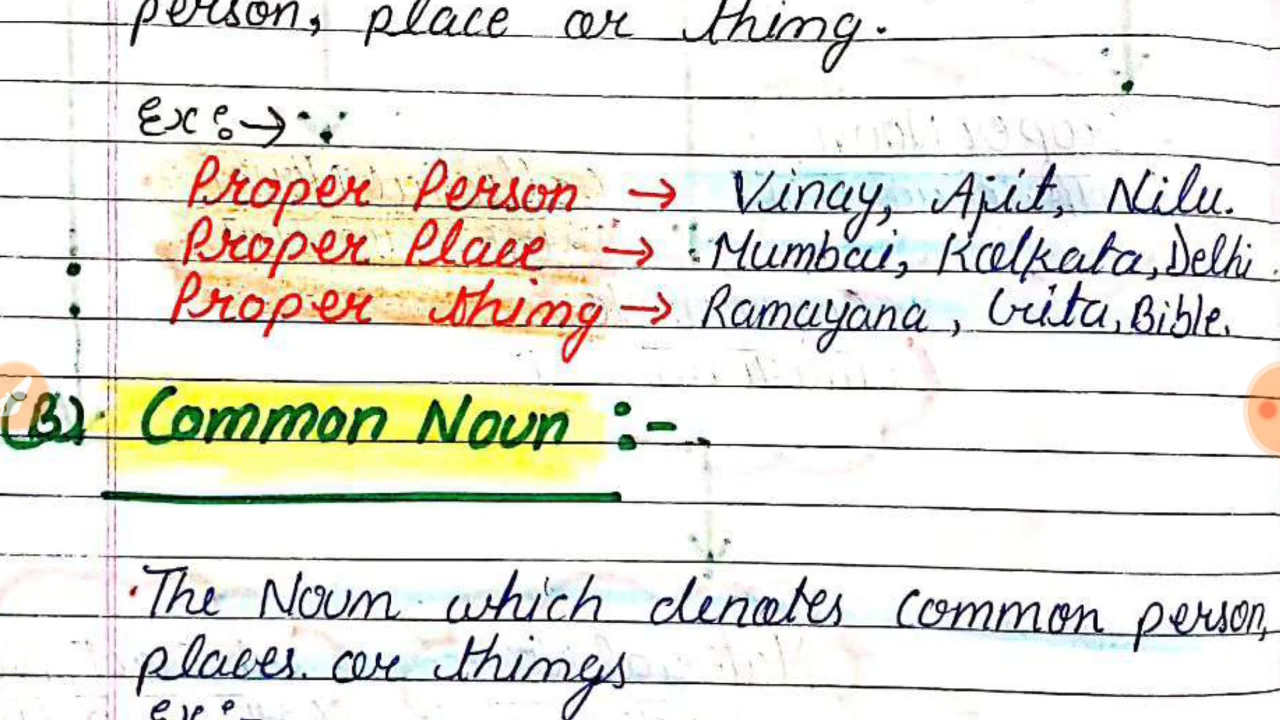 person, place or thing.
Ex :→
Proper Person → Vinay, Ajit, Nilu.
Proper Place → Mumbai, Kolkata, Delhi.
Proper thing → Ramayana, Gita, Bible.
(B) Common Noun :-
The Noun which denotes Common person,
places. or things
ex :-